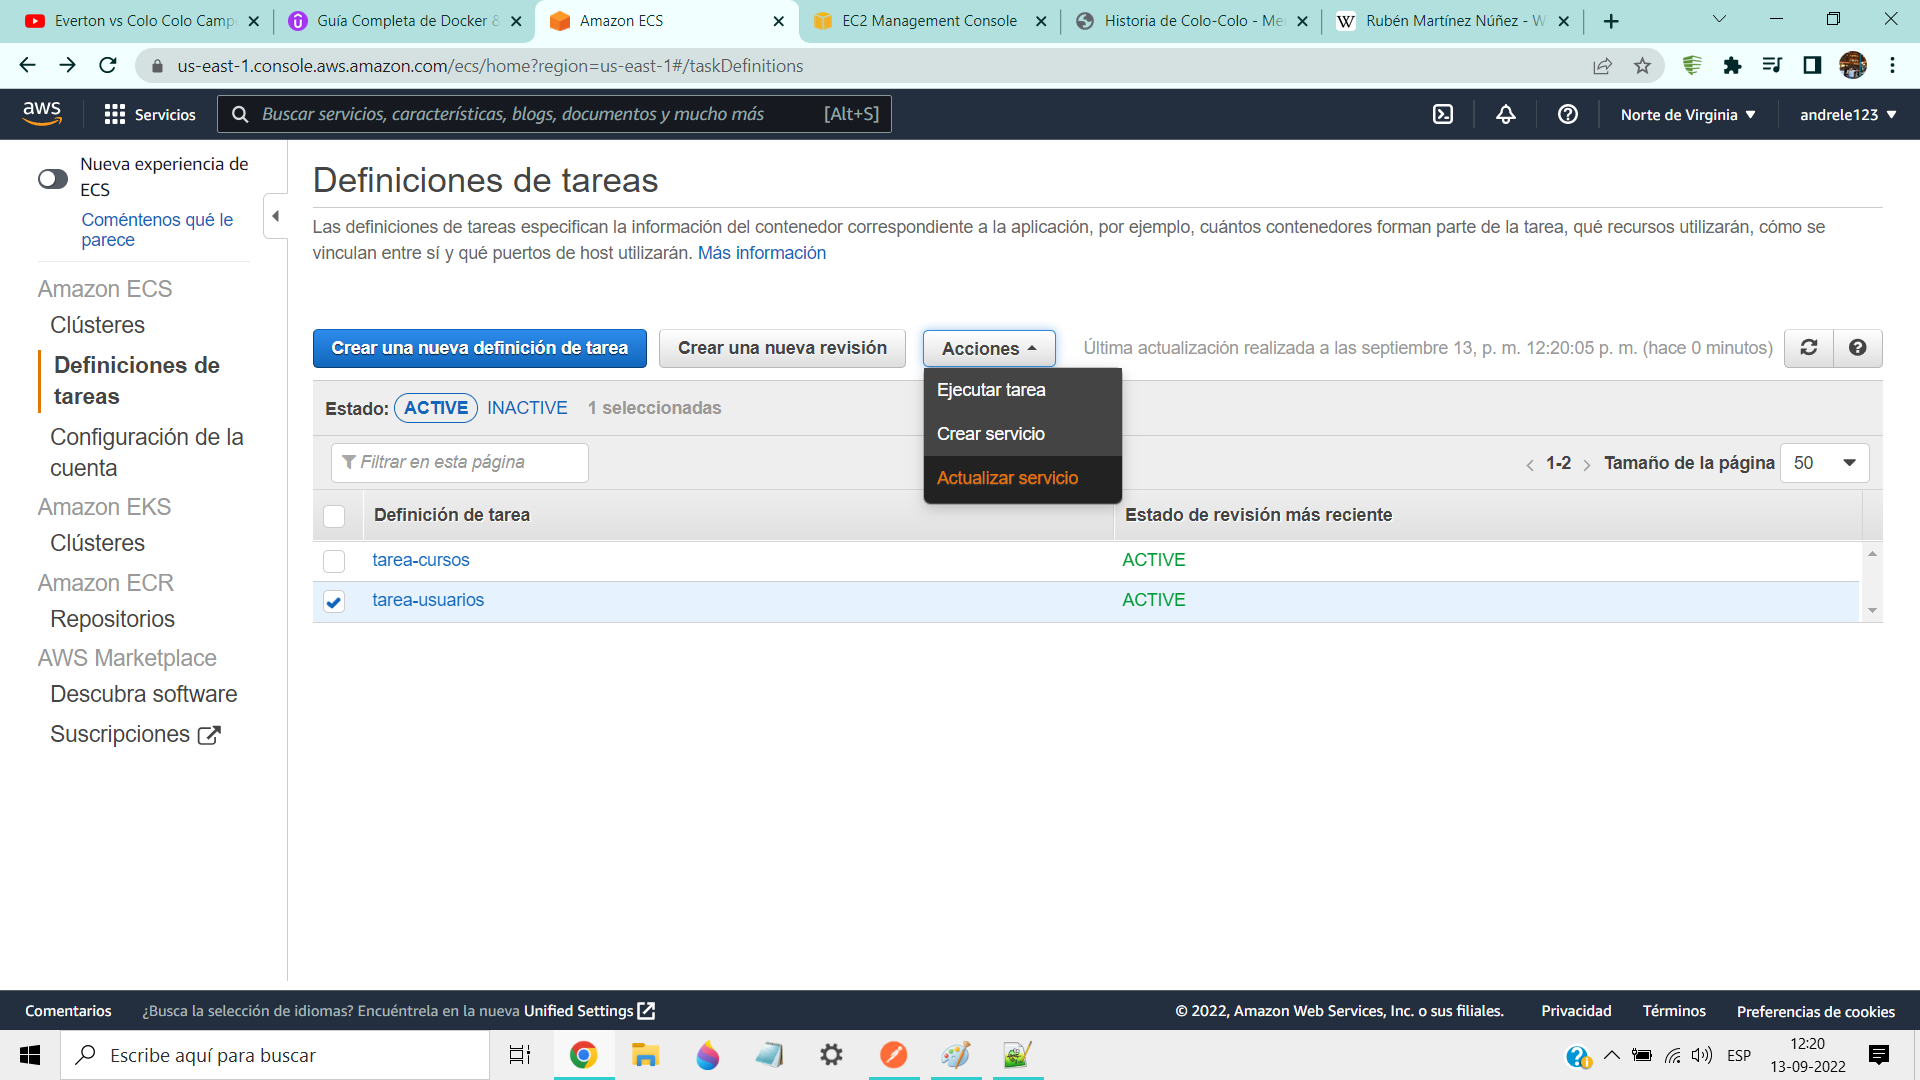 Everton vs Colo Colo Camp
Guía Completa de Docker &
Amazon ECS
EC2 Management Console
Historia de Colo-Colo - Me
Rubén Martínez Núñez - W
us-east-1.console.aws.amazon.com/ecs/home?region=us-east-1#/taskDefinitions
aws
Servicios
Buscar servicios, características, blogs, documentos y mucho más
[Alt+S]
Norte de Virginia
andrele123
Nueva experiencia de
ECS
Coméntenos qué le
parece
Amazon ECS
Clústeres
Definiciones de
tareas
Configuración de la
cuenta
Amazon EKS
Clústeres
Amazon ECR
Repositorios
AWS Marketplace
Descubra software
Suscripciones
Definiciones de tareas
Las definiciones de tareas especifican la información del contenedor correspondiente a la aplicación, por ejemplo, cuántos contenedores forman parte de la tarea, qué recursos utilizarán, cómo se
vinculan entre sí y qué puertos de host utilizarán. Más información
Crear una nueva definición de tarea
Crear una nueva revisión
Acciones
Última actualización realizada a las septiembre 13, p. m. 12:20:05 p. m. (hace 0 minutos)
Ejecutar tarea
Crear servicio
Actualizar servicio
Estado: ACTIVE INACTIVE 1 seleccionadas
Filtrar en esta página
1-2
Tamaño de la página
50
Definición de tarea
Estado de revisión más reciente
tarea-cursos
ACTIVE
tarea-usuarios
ACTIVE
Comentarios
¿Busca la selección de idiomas? Encuéntrela en la nueva Unified Settings
© 2022, Amazon Web Services, Inc. o sus filiales.
Privacidad
Términos
Preferencias de cookies
Escribe aquí para buscar
ESP
12:20
13-09-2022